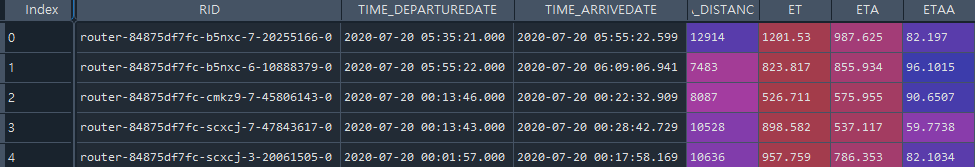 Index RID TIME_DEPARTUREDATE TIME_ARRIVEDATE _DISTANC ET ETA ETAA
0 router-84875df7fc-b5nxc-7-20255166-0 2020-07-20 05:35:21.000 2020-07-20 05:55:22.599 12914 1201.53 987.625 82.197
1 router-84875df7fc-b5nxc-6-10888379-0 2020-07-20 05:55:22.000 2020-07-20 06:09:06.941 7483 823.817 855.934 96.1015
2 router-84875df7fc-cmkz9-7-45806143-0 2020-07-20 00:13:46.000 2020-07-20 00:22:32.909 8087 526.711 575.955 90.6507
3 router-84875df7fc-scxcj-7-47843617-0 2020-07-20 00:13:43.000 2020-07-20 00:28:42.729 10528 898.582 537.117 59.7738
4 router-84875df7fc-scxcj-3-20061505-0 2020-07-20 00:01:57.000 2020-07-20 00:17:58.169 10636 957.759 786.353 82.1034